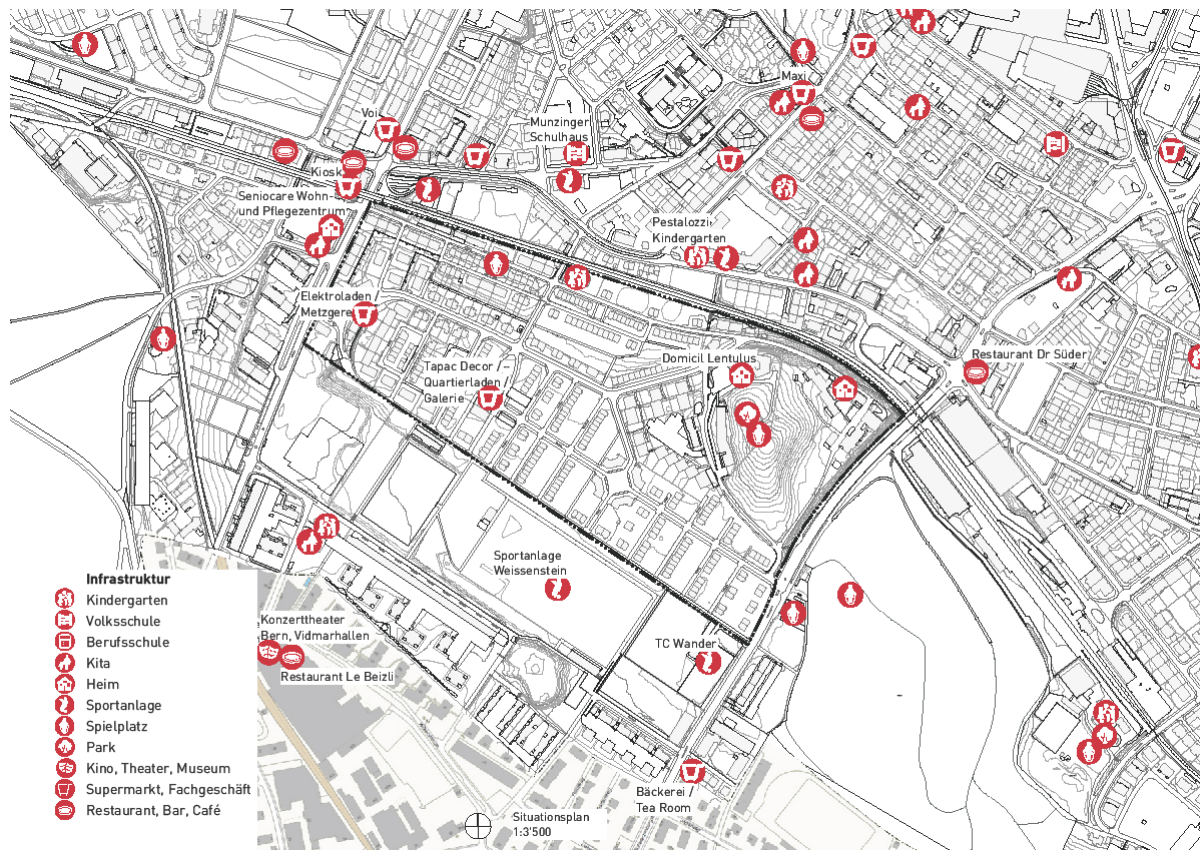 Maxi
Voi
Munzinger
Schulhaus
Kiosk
Seniocare Wohn-
und Pflegezentrum
Pestalozzi
Kindergarten
Elektroladen /
Metzgerei
Restaurant Dr Süder
Domicil Lentulus
Tapac Decor /
Quartierladen /
Galerie
Sportanlage
Weissenstein
Infrastruktur
Kindergarten
Volksschule
Berufsschule
Kita
Heim
Sportanlage
Spielplatz
Park
Kino, Theater, Museum
Supermarkt, Fachgeschäft
Restaurant, Bar, Café
Konzerttheater
Bern, Vidmarhallen
Restaurant Le Beizli
TC Wander
Bäckerei /
Tea Room
Situationsplan
1:3'500